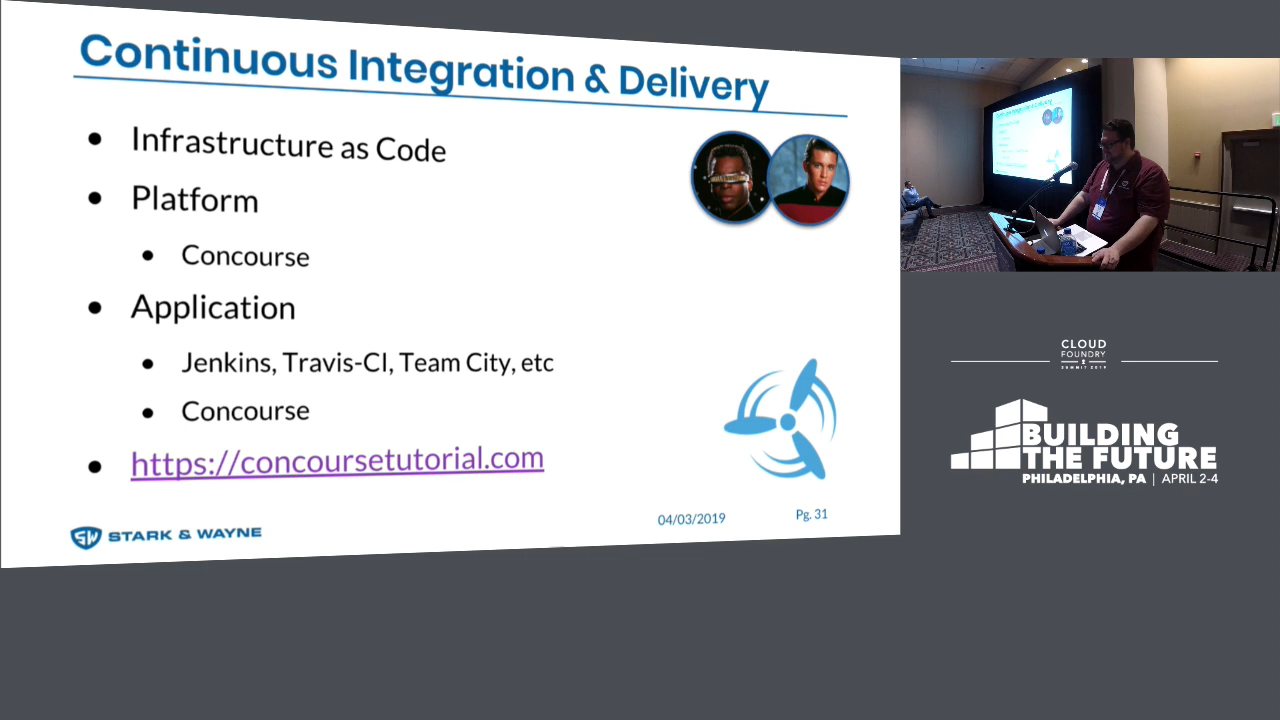 Continuous Integration & Delivery
Infrastructure as Code
Platform
Concourse
Application
Jenkins, Travis-CI, Team City, etc
Concourse
https://concoursetutorial.com
SW STARK & WAYNE
04/03/2019
Pg. 31
CLOUD
FOUNDRY
SUMMIT 2019
BUILDING
THE FUTURE
PHILADELPHIA, PA | APRIL 2-4